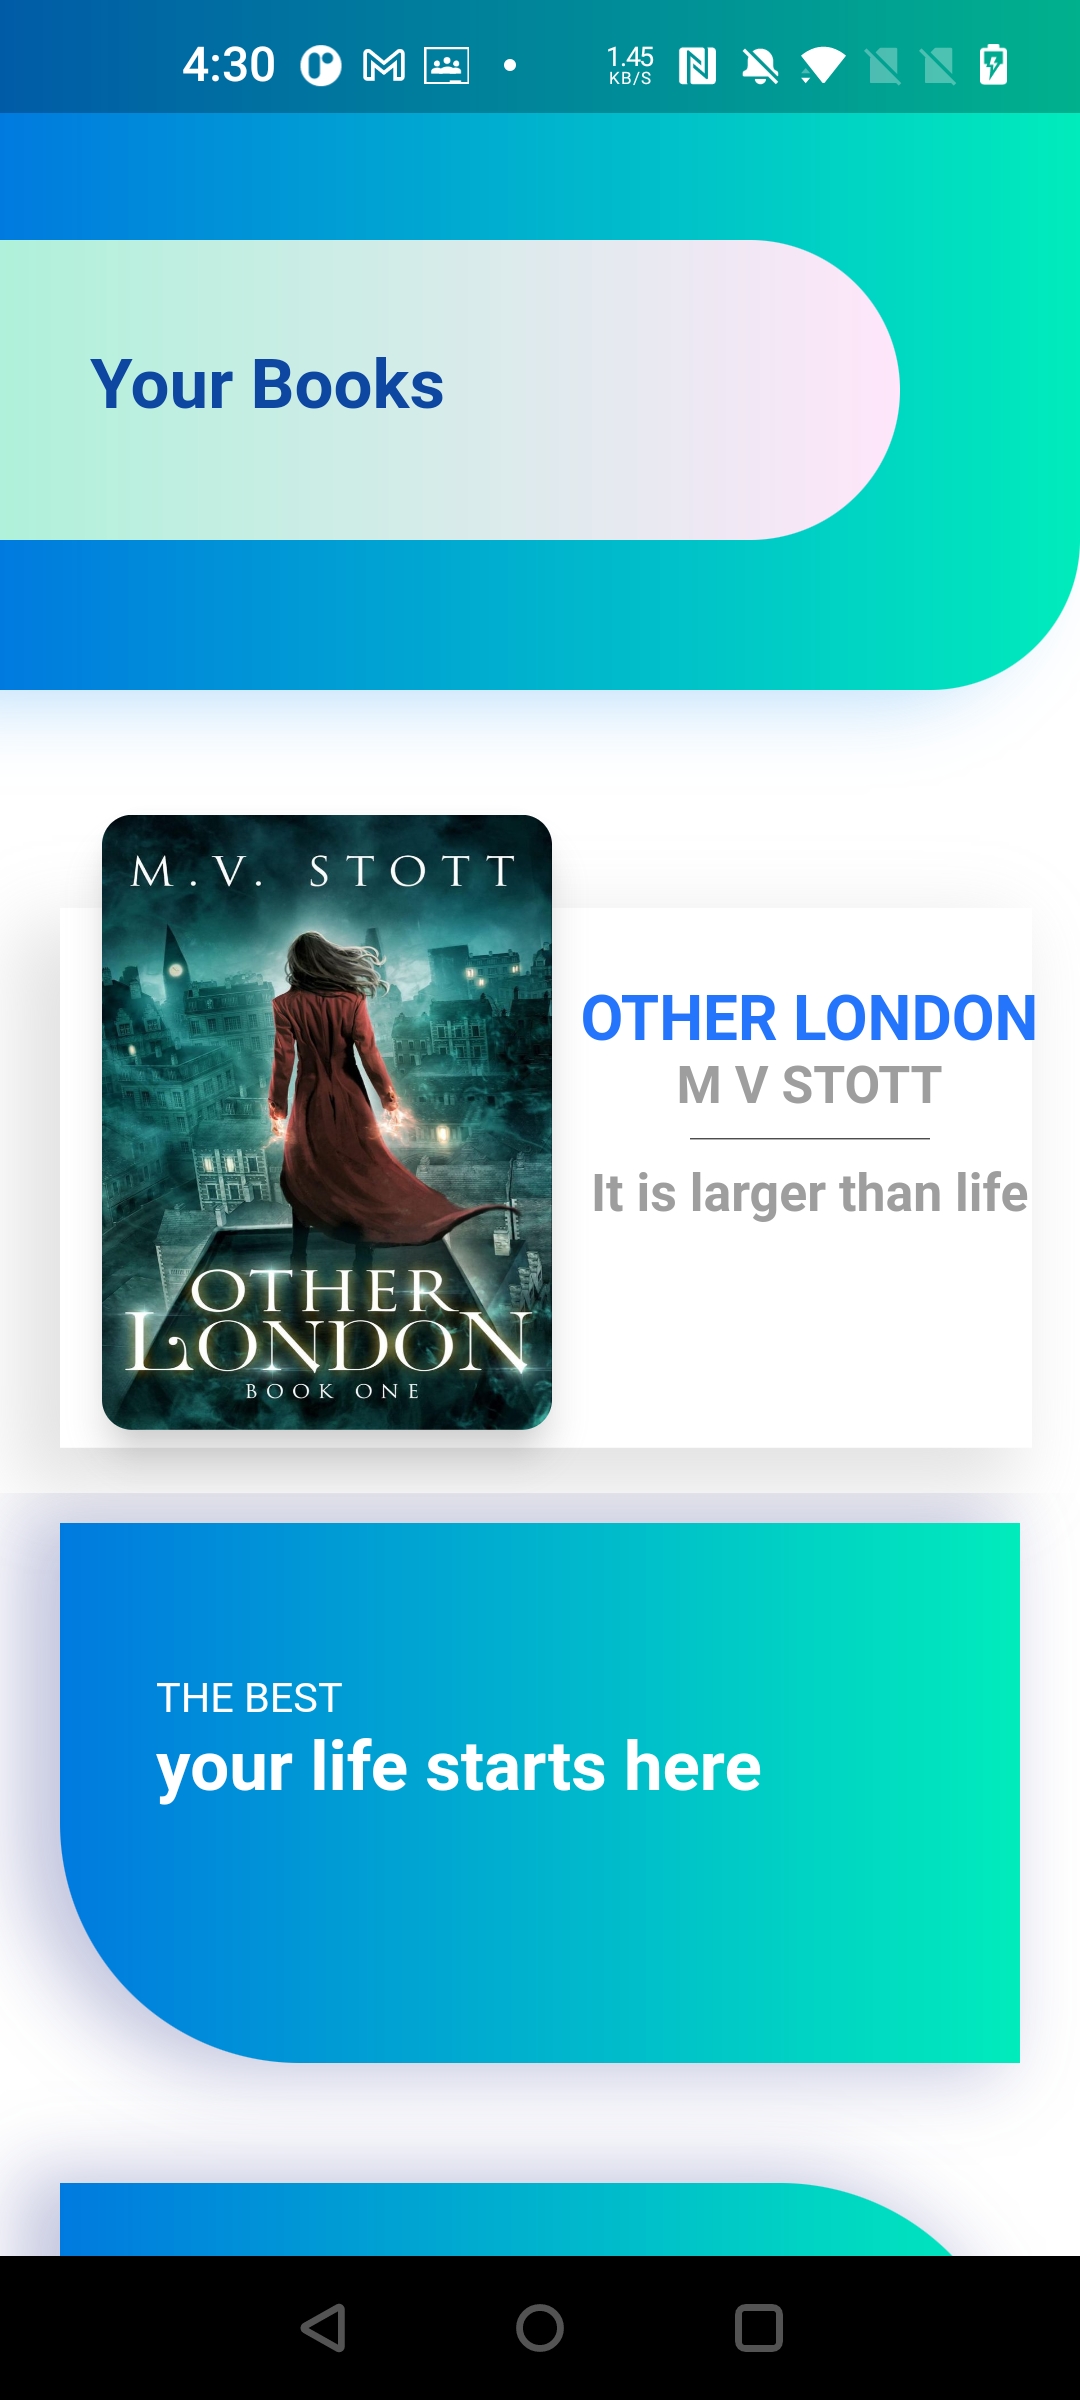 4:30
1.45
KB/S
Your Books
M.V. STOTT
OTHER
LONDON
BOOK ONE
OTHER LONDON
M V STOTT
It is larger than life
THE BEST
your life starts here